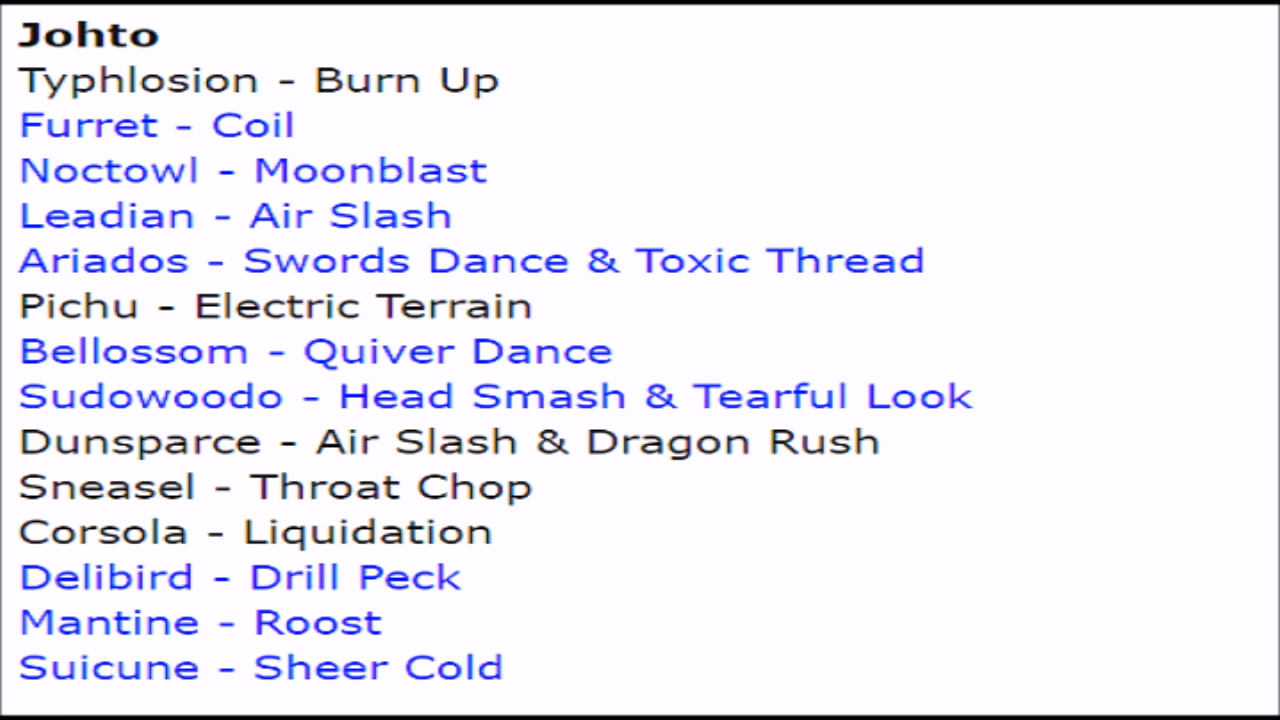 Johto
Typhlosion - Burn Up
Furret - Coil
Noctowl - Moonblast
Leadian - Air Slash
Ariados - Swords Dance & Toxic Thread
Pichu - Electric Terrain
Bellossom - Quiver Dance
Sudowoodo - Head Smash & Tearful Look
Dunsparce - Air Slash & Dragon Rush
Sneasel - Throat Chop
Corsola - Liquidation
Delibird - Drill Peck
Mantine - Roost
Suicune - Sheer Cold